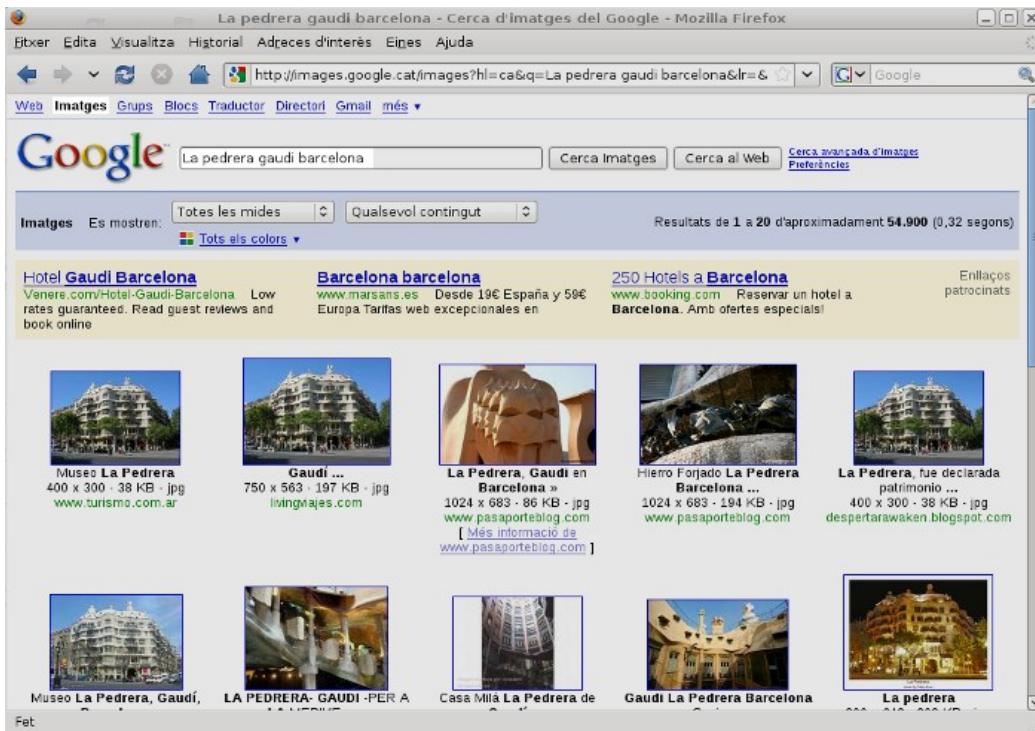 La pedrera gaudi barcelona - Cerca d'imatges del Google - Mozilla Firefox
Fitxer Edita Visualitza Historial Adreces d'interès Eines Ajuda
http://images.google.cat/images?hl=ca&q=La pedrera gaudi barcelona&lr=& Google
Web Imatges Grups Blocs Traductor Directori Gmail més ▾
Google La pedrera gaudi barcelona Cerca Imatges Cerca al Web Cerca avançada d'imatges
Preferències
Imatges Es mostren: Totes les mides Qualsevol contingut Resultats de 1 a 20 d'aproximadament 54.900 (0,32 segons)
Tots els colors ▾
Hotel Gaudi Barcelona
Venere.com/Hotel-Gaudi-Barcelona Low
rates guaranteed. Read guest reviews and
book online
Barcelona barcelona
www.marsans.es Desde 19€ España y 59€
Europa Tarifas web excepcionales en
250 Hotels a Barcelona
www.booking.com Reservar un hotel a
Barcelona. Amb ofertes especials!
Enllaços
patrocinats
Museo La Pedrera
400 x 300 - 38 KB - jpg
www.turismo.com.ar
Gaudí ...
750 x 563 - 197 KB - jpg
livingviajes.com
La Pedrera, Gaudi en
Barcelona »
1024 x 683 - 86 KB - jpg
www.pasaporteblog.com
[ Més informació de
www.pasaporteblog.com ]
Hierro Forjado La Pedrera
Barcelona ...
1024 x 683 - 194 KB - jpg
www.pasaporteblog.com
La Pedrera, fue declarada
patrimonio ...
400 x 300 - 38 KB - jpg
despertarawaken.blogspot.com
Museo La Pedrera, Gaudí,
LA PEDRERA- GAUDI -PER A
Casa Milá La Pedrera de
Gaudi La Pedrera Barcelona
La pedrera
Fet